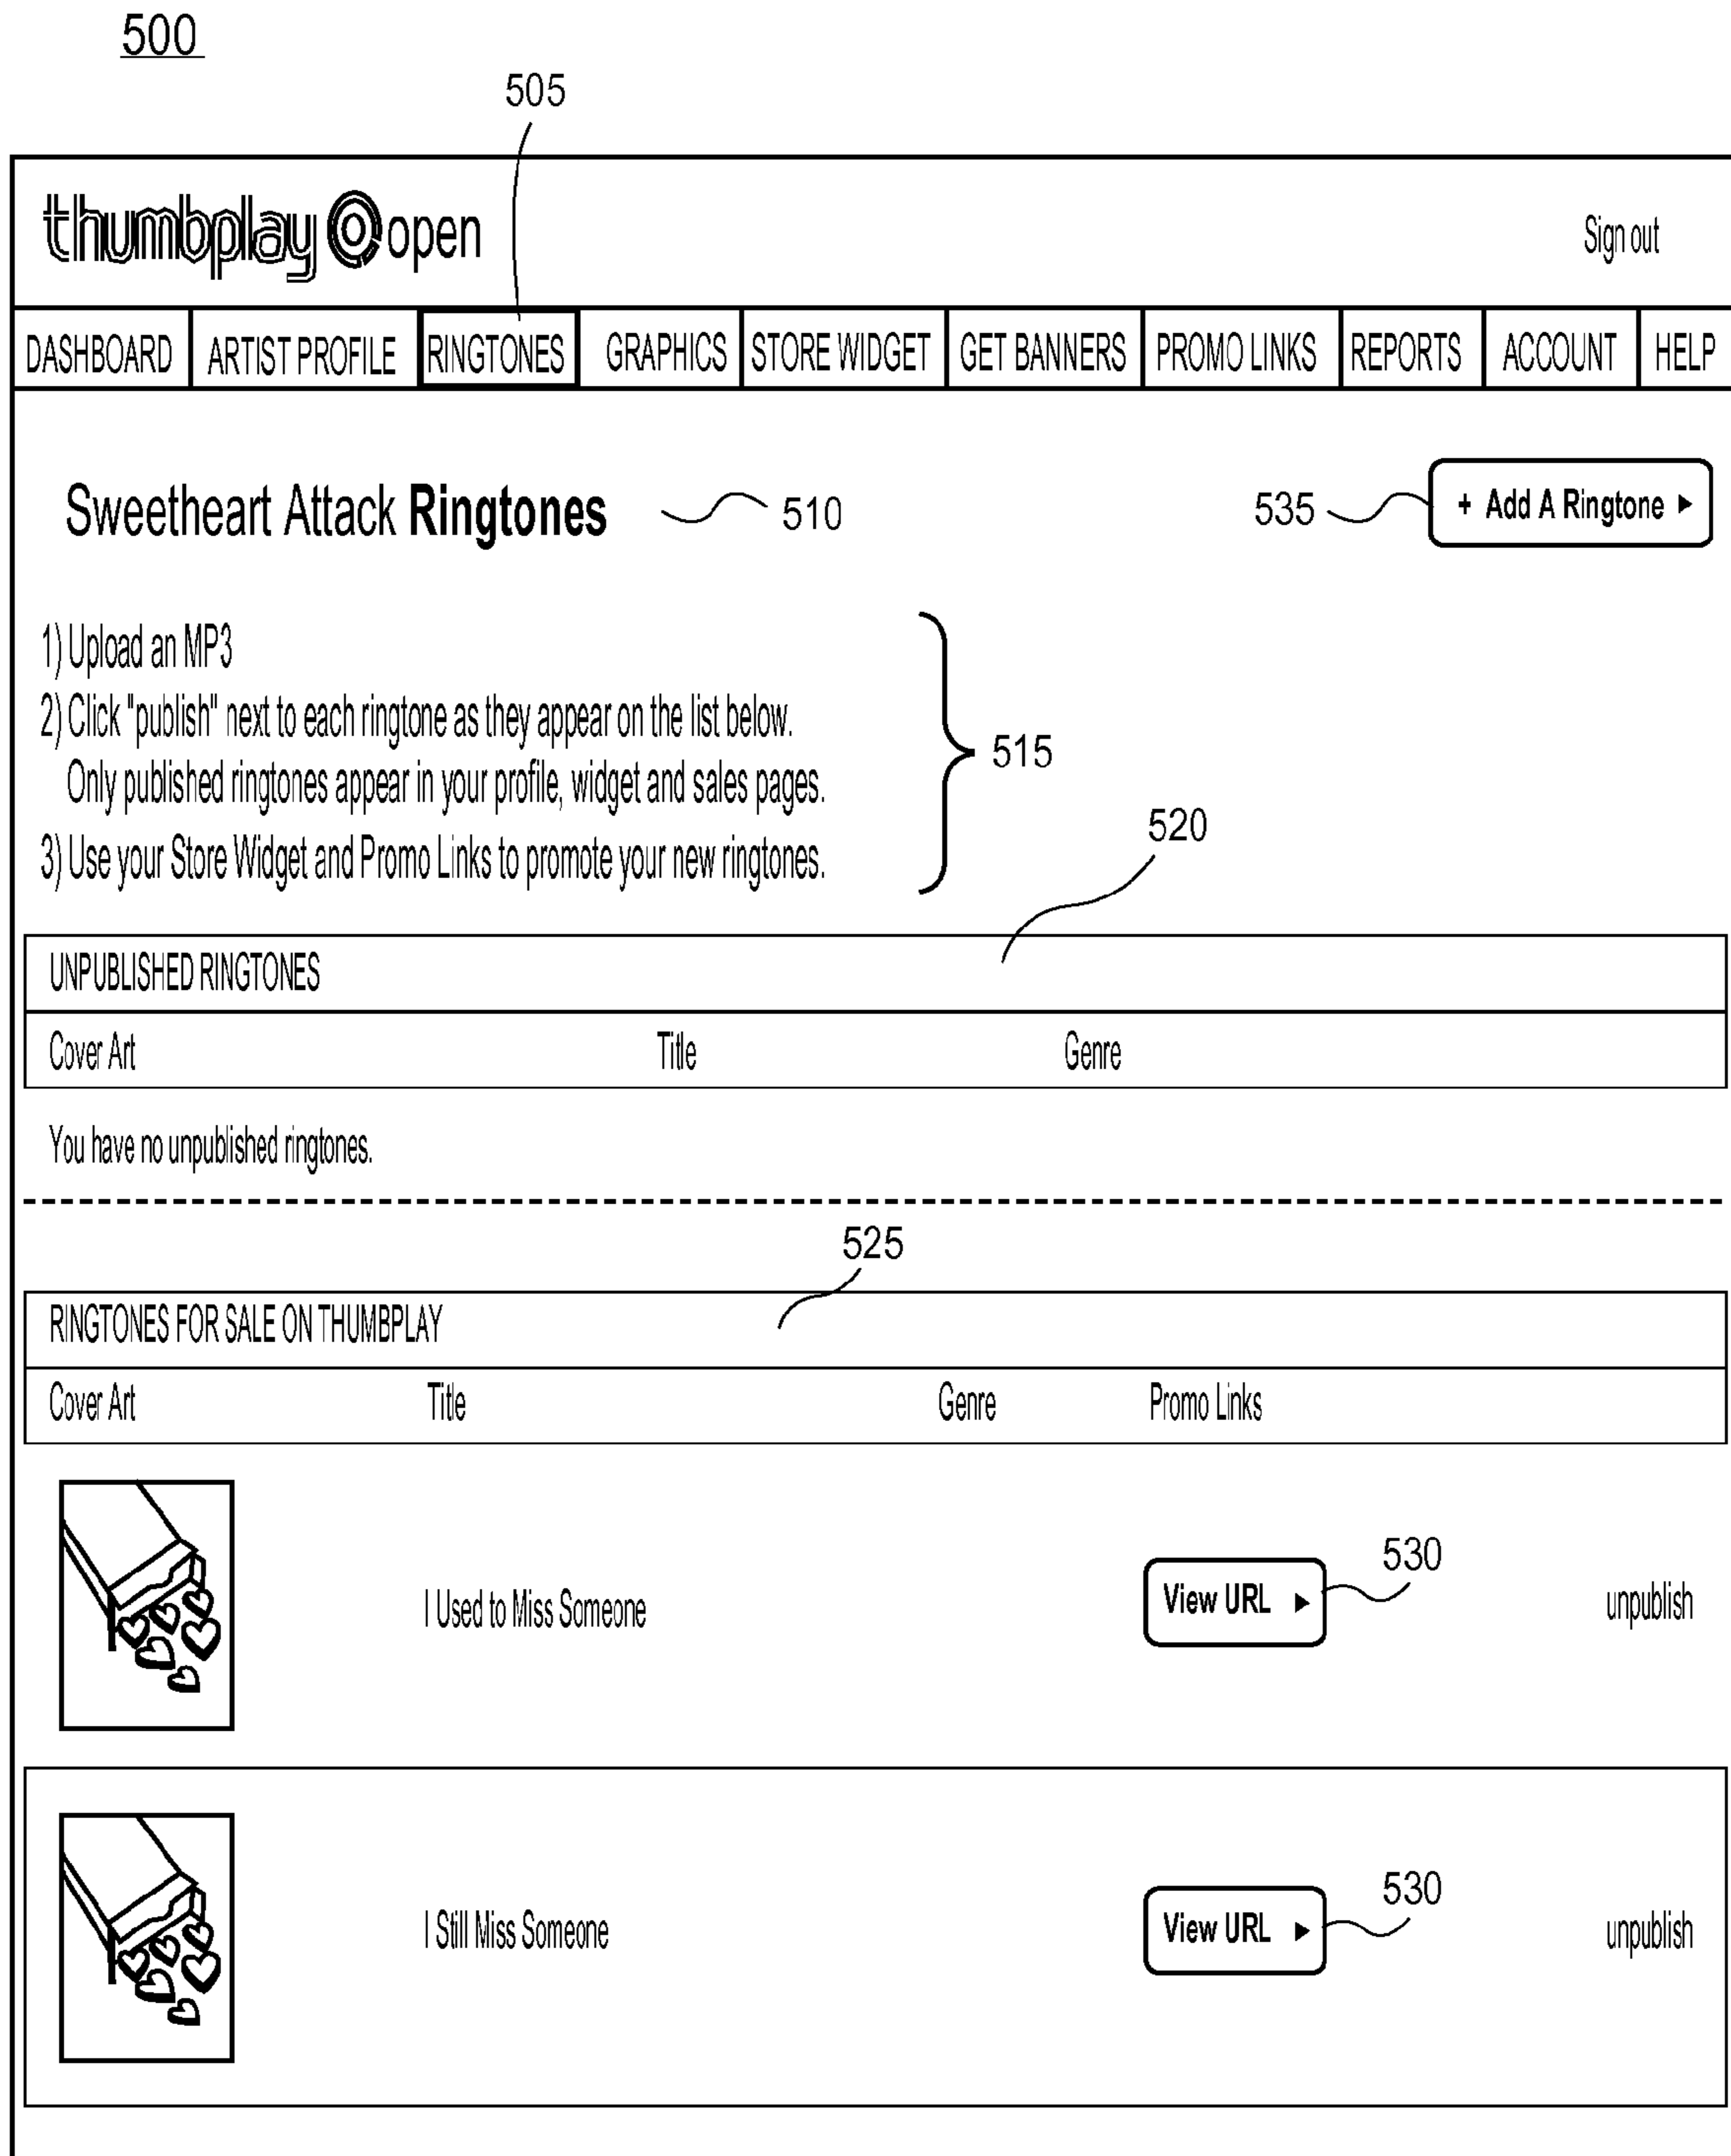 500
505
thumbplay open
Sign out
DASHBOARD ARTIST PROFILE RINGTONES GRAPHICS STORE WIDGET GET BANNERS PROMO LINKS REPORTS ACCOUNT HELP
Sweetheart Attack Ringtones 510 535 + Add A Ringtone
1) Upload an MP3
2) Click "publish" next to each ringtone as they appear on the list below.
Only published ringtones appear in your profile, widget and sales pages.
515
3) Use your Store Widget and Promo Links to promote your new ringtones.
520
UNPUBLISHED RINGTONES
Cover Art Title Genre
You have no unpublished ringtones.
525
RINGTONES FOR SALE ON THUMBPLAY
Cover Art Title Genre Promo Links
I Used to Miss Someone View URL 530 unpublish
I Still Miss Someone View URL 530 unpublish